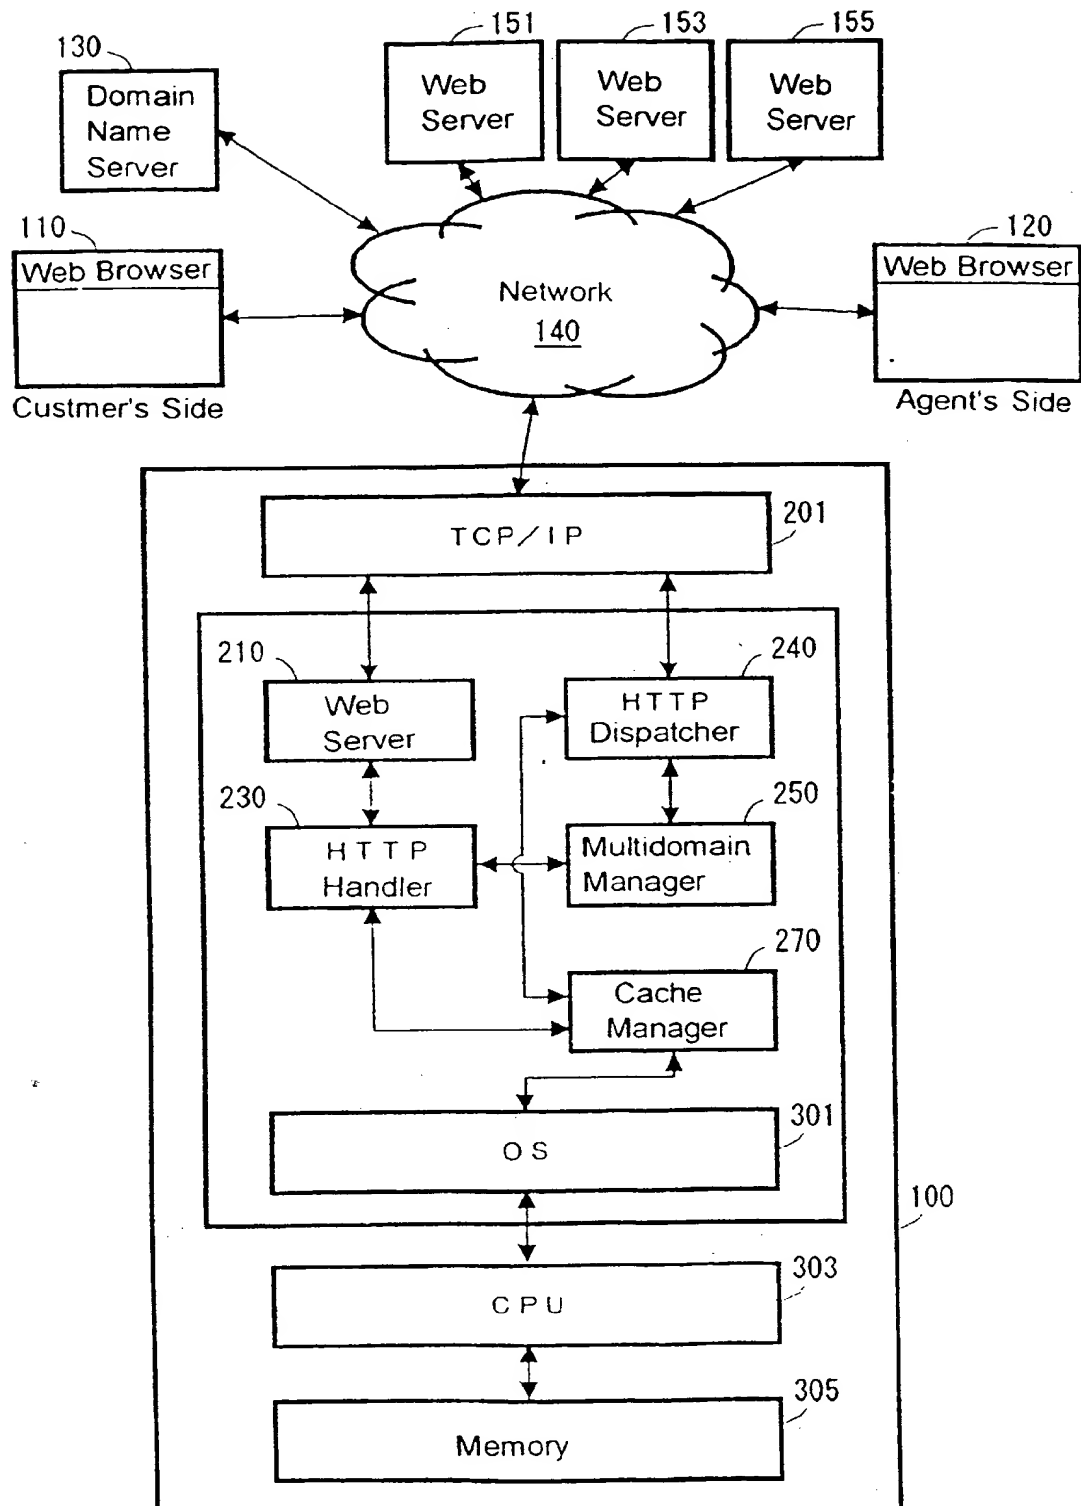 151
153
155
130
Domain
Name
Server
Web
Server
Web
Server
Web
Server
110
Web Browser
Custmer's Side
Network
140
120
Web Browser
Agent's Side
TCP/IP
201
210
Web
Server
240
HTTP
Dispatcher
230
HTTP
Handler
250
Multidomain
Manager
270
Cache
Manager
OS
301
100
CPU
303
Memory
305